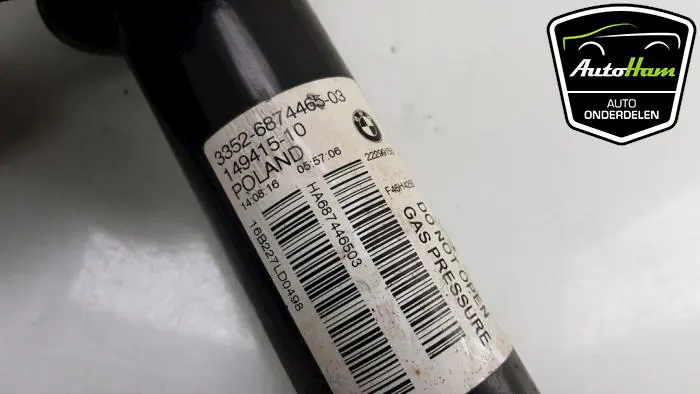 AutoHam
AUTO
ONDERDELEN
3352-6874465-03
149415-10
POLAND
14.08.16 05:57:06
16B227LD0498
HA687446503
DO NOT OPEN
GAS PRESSURE